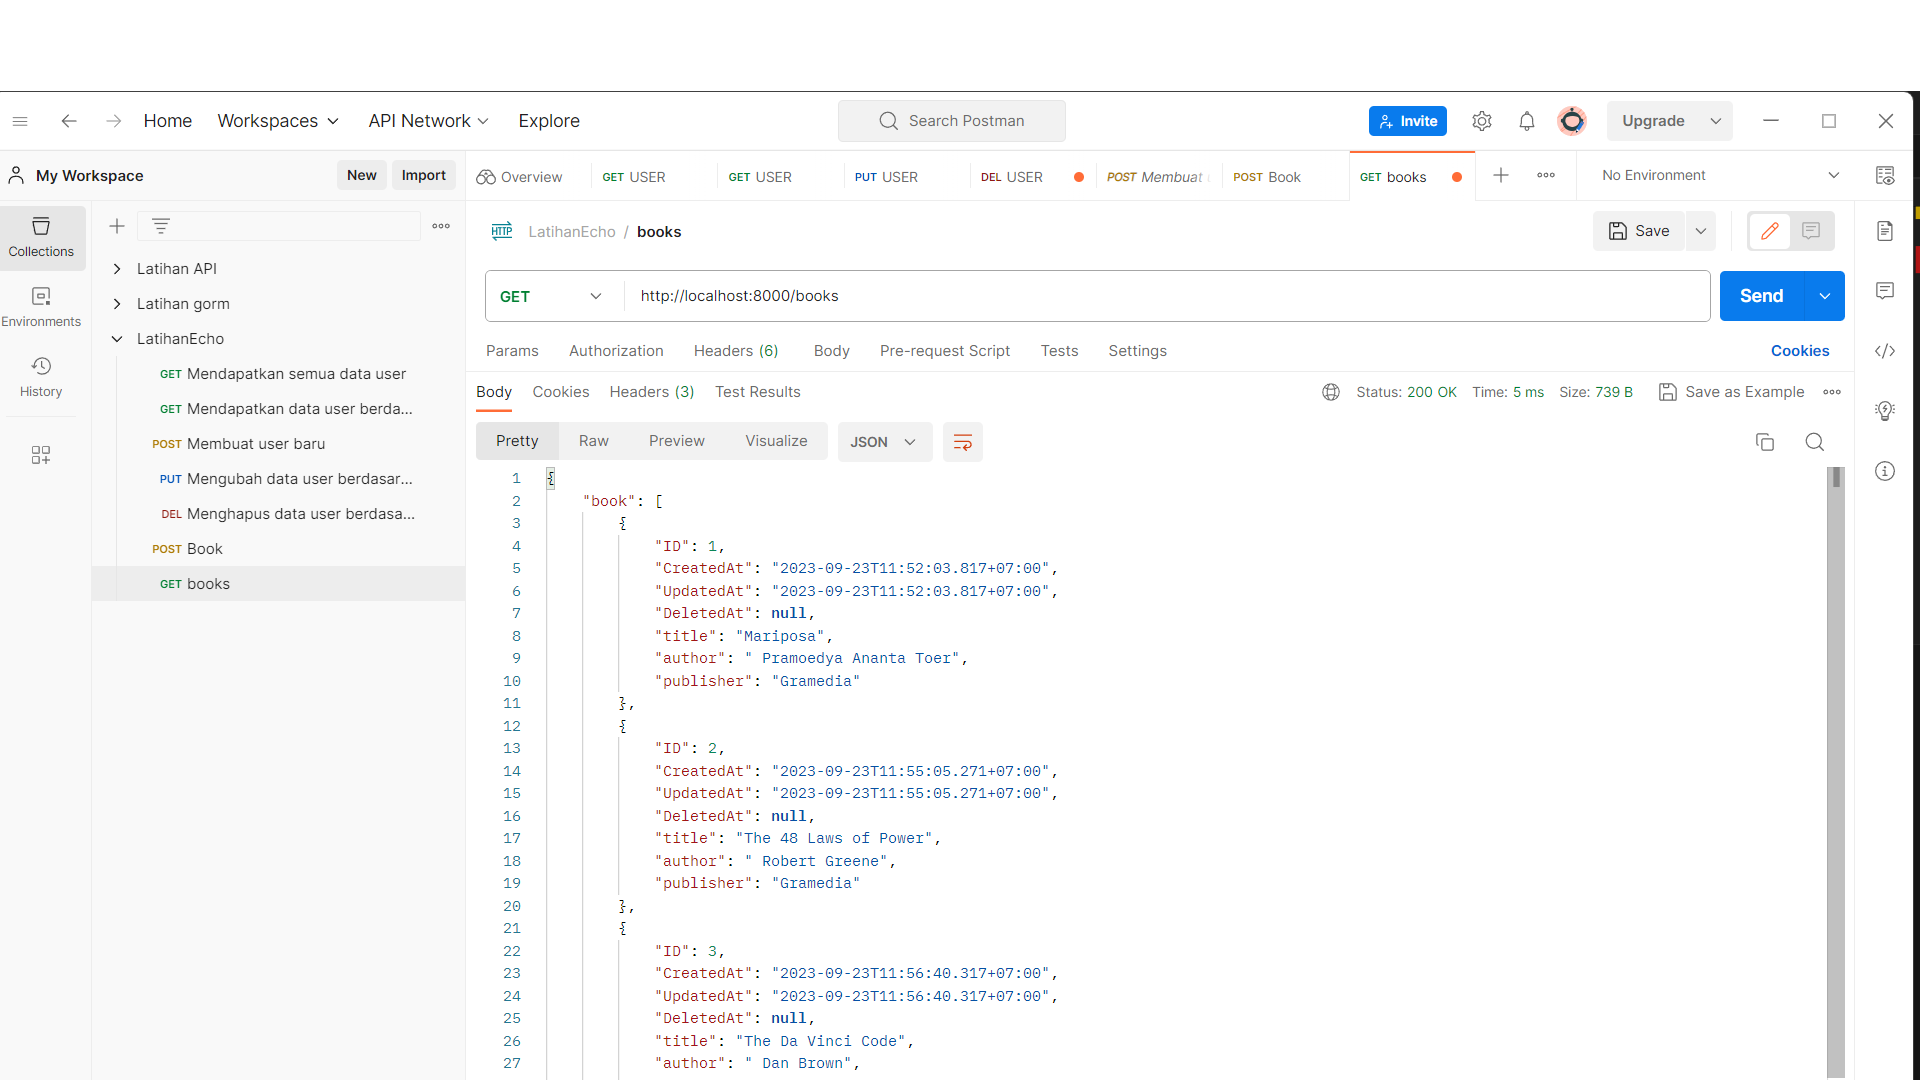 Home Workspaces API Network Explore Search Postman Invite Upgrade
My Workspace New Import Overview GET USER GET USER PUT USER DEL USER POST Membuat POST Book GET books No Environment
Collections
Environments
History
Latihan API
Latihan gorm
LatihanEcho
GET Mendapatkan semua data user
GET Mendapatkan data user berda...
POST Membuat user baru
PUT Mengubah data user berdasar...
DEL Menghapus data user berdasa...
POST Book
GET books
HTTP LatihanEcho / books Save
GET http://localhost:8000/books Send
Params Authorization Headers (6) Body Pre-request Script Tests Settings Cookies
Body Cookies Headers (3) Test Results Status: 200 OK Time: 5 ms Size: 739 B Save as Example
Pretty Raw Preview Visualize JSON
1 {
2 "book": [
3 {
4 "ID": 1,
5 "CreatedAt": "2023-09-23T11:52:03.817+07:00",
6 "UpdatedAt": "2023-09-23T11:52:03.817+07:00",
7 "DeletedAt": null,
8 "title": "Mariposa",
9 "author": " Pramoedya Ananta Toer",
10 "publisher": "Gramedia"
11 },
12 {
13 "ID": 2,
14 "CreatedAt": "2023-09-23T11:55:05.271+07:00",
15 "UpdatedAt": "2023-09-23T11:55:05.271+07:00",
16 "DeletedAt": null,
17 "title": "The 48 Laws of Power",
18 "author": " Robert Greene",
19 "publisher": "Gramedia"
20 },
21 {
22 "ID": 3,
23 "CreatedAt": "2023-09-23T11:56:40.317+07:00",
24 "UpdatedAt": "2023-09-23T11:56:40.317+07:00",
25 "DeletedAt": null,
26 "title": "The Da Vinci Code",
27 "author": " Dan Brown",